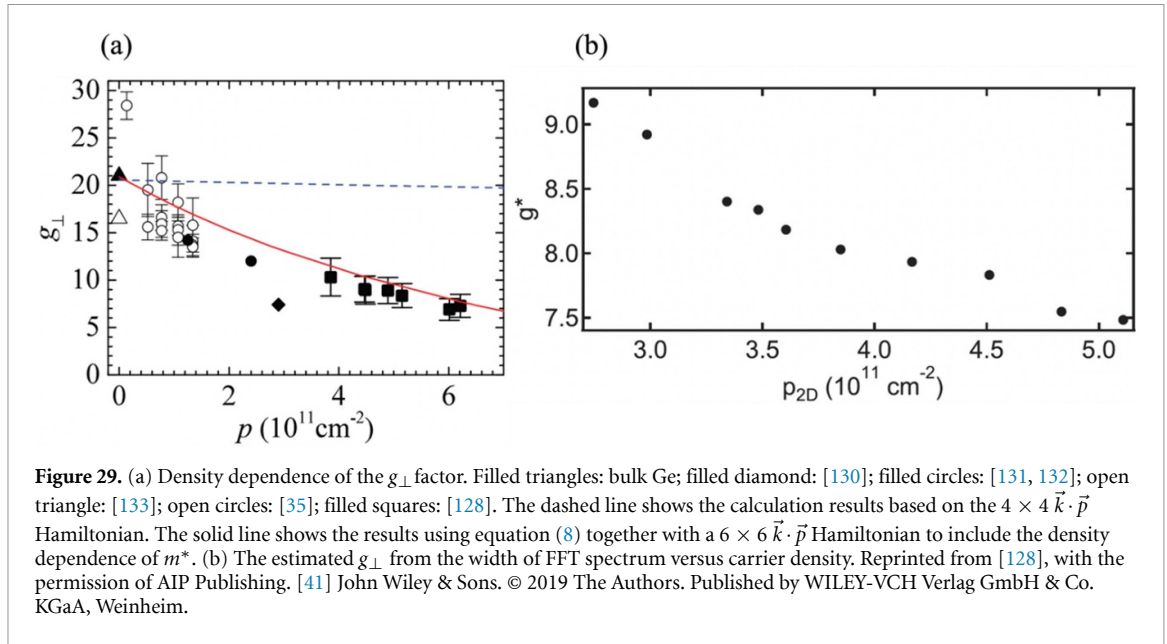 (a)
(b)
30
25
20
15
10
5
0
g⊥
0 2 4 6
p (10¹¹cm⁻²)
9.0
8.5
8.0
7.5
g*
3.0 3.5 4.0 4.5 5.0
p₂D (10¹¹ cm⁻²)
Figure 29. (a) Density dependence of the g⊥ factor. Filled triangles: bulk Ge; filled diamond: [130]; filled circles: [131, 132]; open
triangle: [133]; open circles: [35]; filled squares: [128]. The dashed line shows the calculation results based on the 4 × 4 k⃗ · p⃗
Hamiltonian. The solid line shows the results using equation (8) together with a 6 × 6 k⃗ · p⃗ Hamiltonian to include the density
dependence of m*. (b) The estimated g⊥ from the width of FFT spectrum versus carrier density. Reprinted from [128], with the
permission of AIP Publishing. [41] John Wiley & Sons. © 2019 The Authors. Published by WILEY-VCH Verlag GmbH & Co.
KGaA, Weinheim.